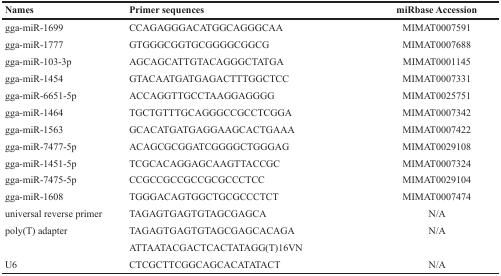 Names Primer sequences miRbase Accession
gga-miR-1699 CCAGAGGGACATGGCAGGGCAA MIMAT0007591
gga-miR-1777 GTGGGCGGTGCGGGGCGGCG MIMAT0007688
gga-miR-103-3p AGCAGCATTGTACAGGGCTATGA MIMAT0001145
gga-miR-1454 GTACAATGATGAGACTTTGGCTCC MIMAT0007331
gga-miR-6651-5p ACCAGGTTGCCTAAGGAGGGG MIMAT0025751
gga-miR-1464 TGCTGTTTGCAGGGCCGCCTCGGA MIMAT0007342
gga-miR-1563 GCACATGATGAGGAAGCACTGAAA MIMAT0007422
gga-miR-7477-5p ACAGCGCGGATCGGGGCTGGGAG MIMAT0029108
gga-miR-1451-5p TCGCACAGGAGCAAGTTACCGC MIMAT0007324
gga-miR-7475-5p CCGCCGCCGCCGCGCCCTCC MIMAT0029104
gga-miR-1608 TGGGACAGTGGCTGCGCCCTCT MIMAT0007474
universal reverse primer TAGAGTGAGTGTAGCGAGCA N/A
poly(T) adapter TAGAGTGAGTGTAGCGAGCACAGA N/A
ATTAATACGACTCACTATAGG(T)16VN
U6 CTCGCTTCGGCAGCACATATACT N/A